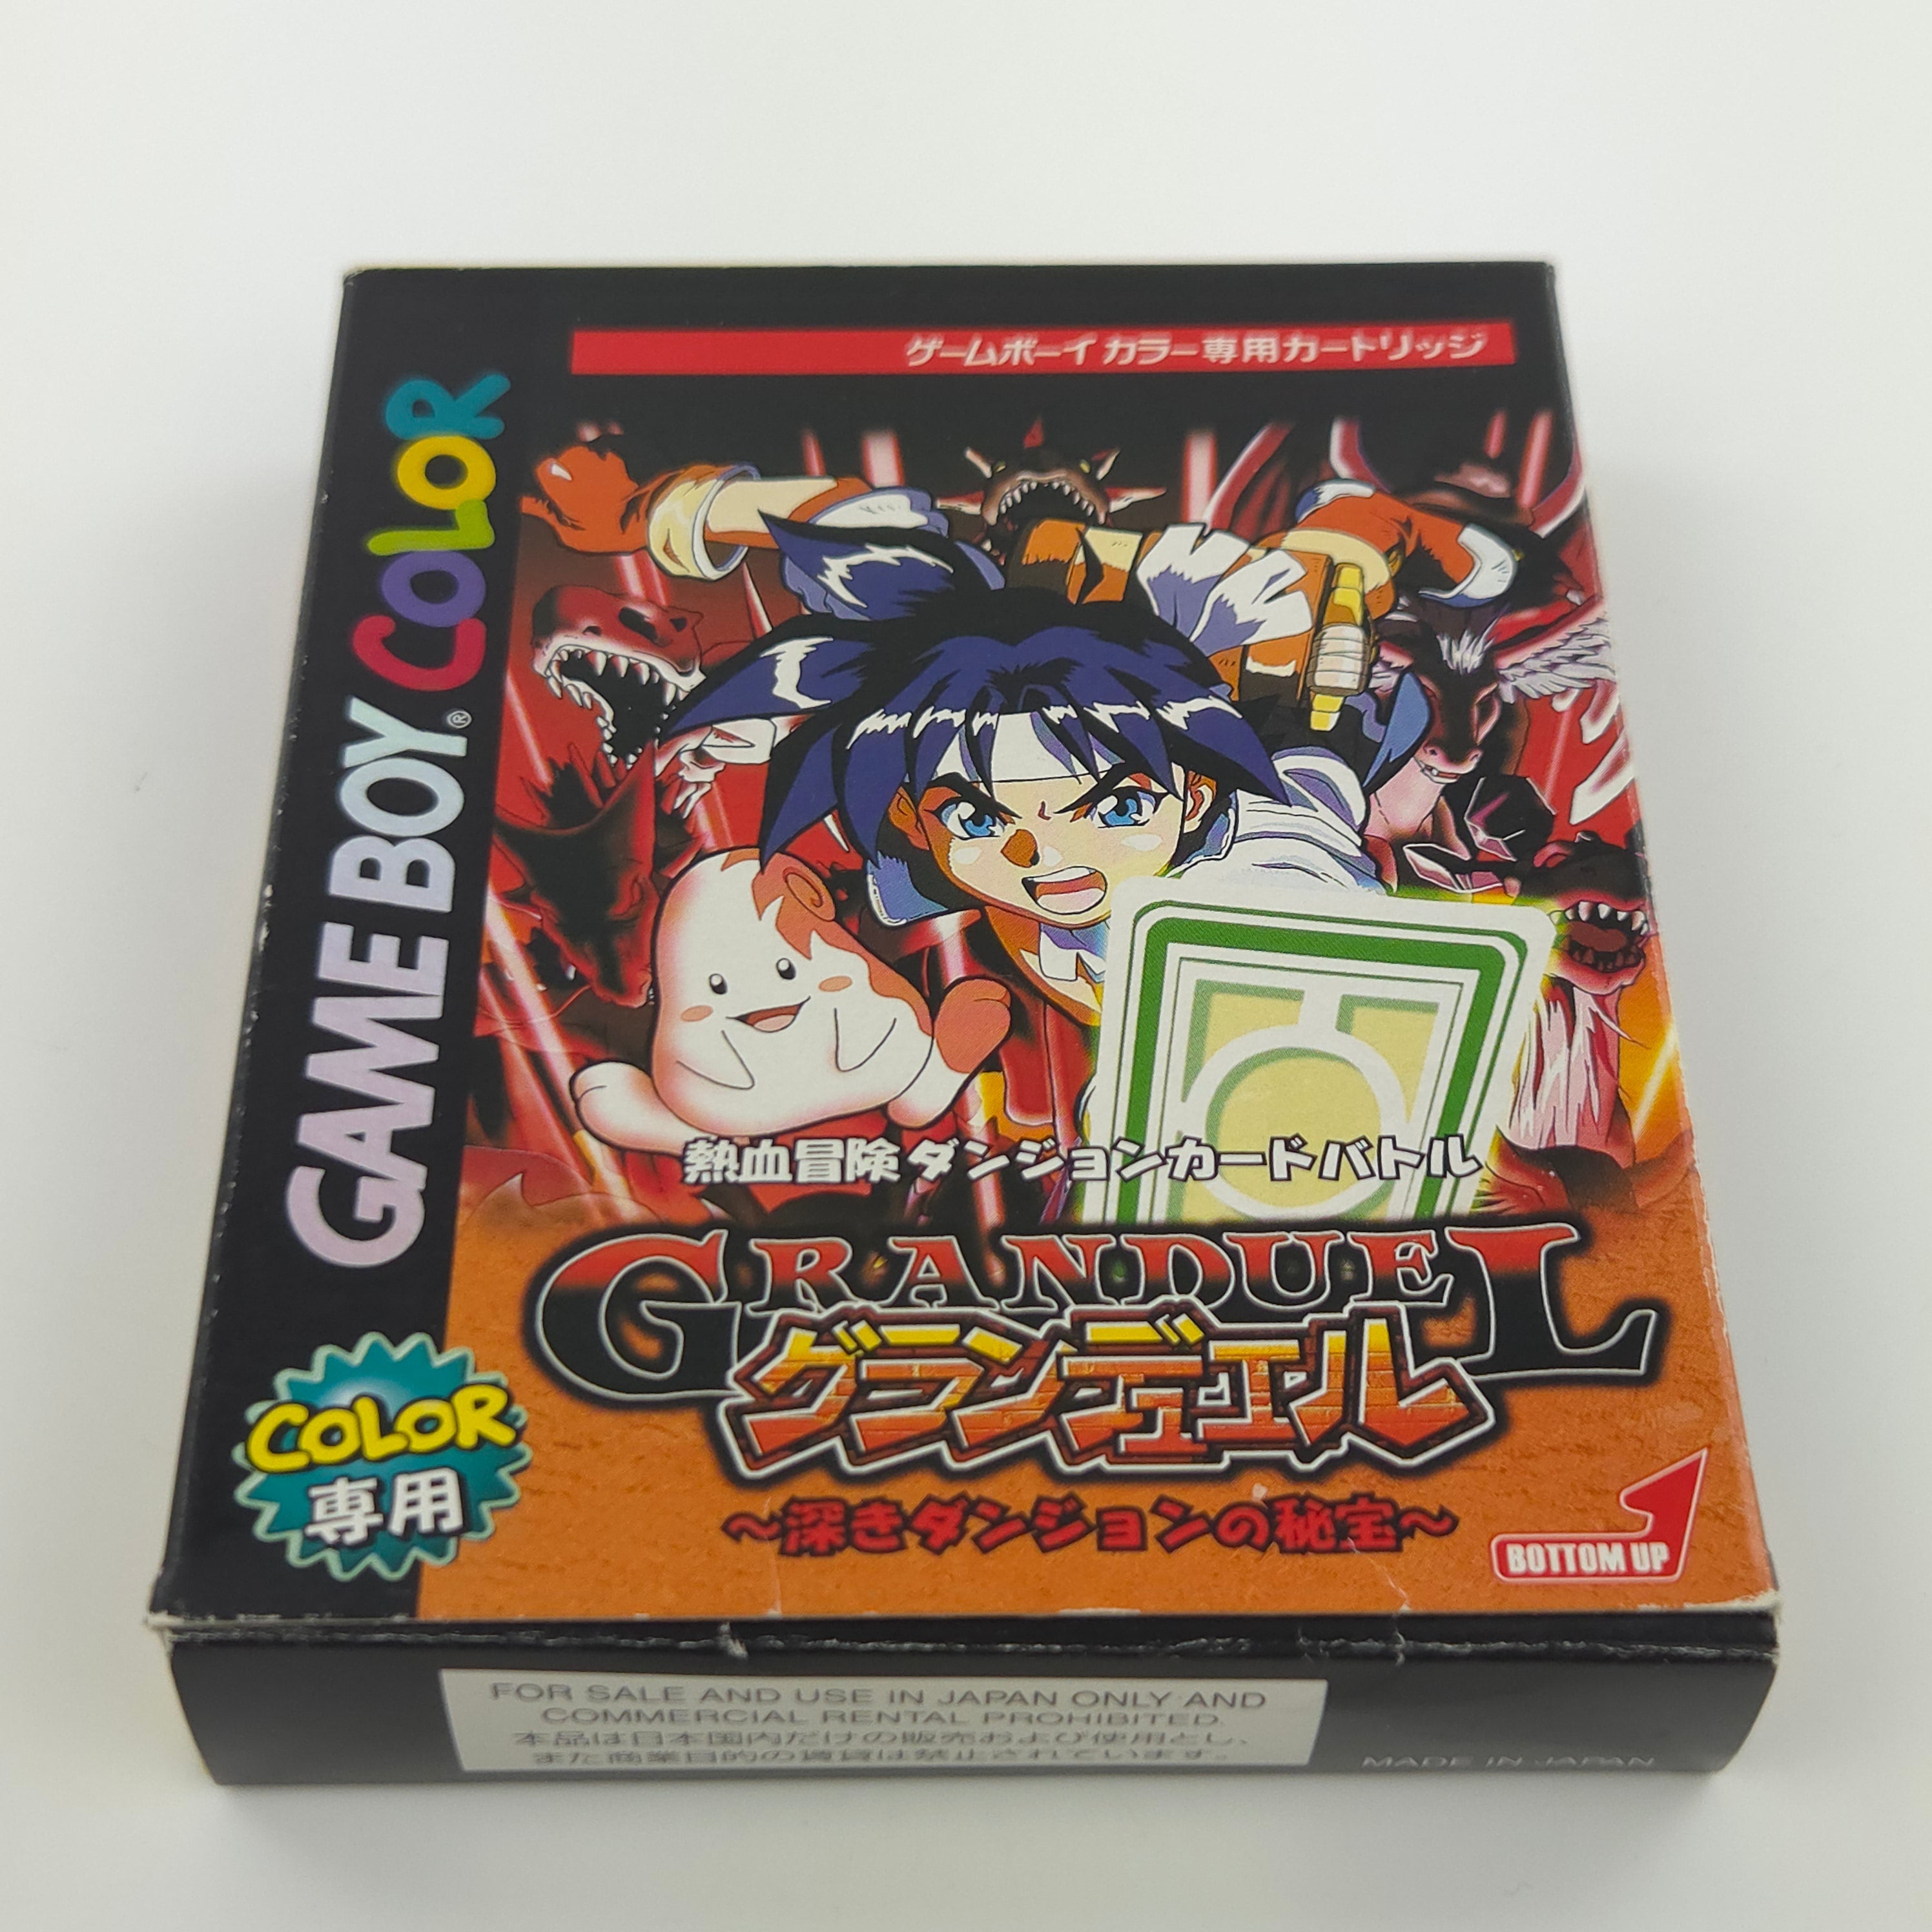 ゲームボーイ カラー専用カートリッジ
GAME BOY® COLOR
熱血冒険ダンジョンカードバトル
GRANDUEL
グランデュエル
～深きダンジョンの秘宝～
COLOR
専用
BOTTOM UP
FOR SALE AND USE IN JAPAN ONLY AND
COMMERCIAL RENTAL PROHIBITED.
本品は日本国内だけの販売および使用とし、
また商業目的の賃貸は禁止されています。
MADE IN JAPAN